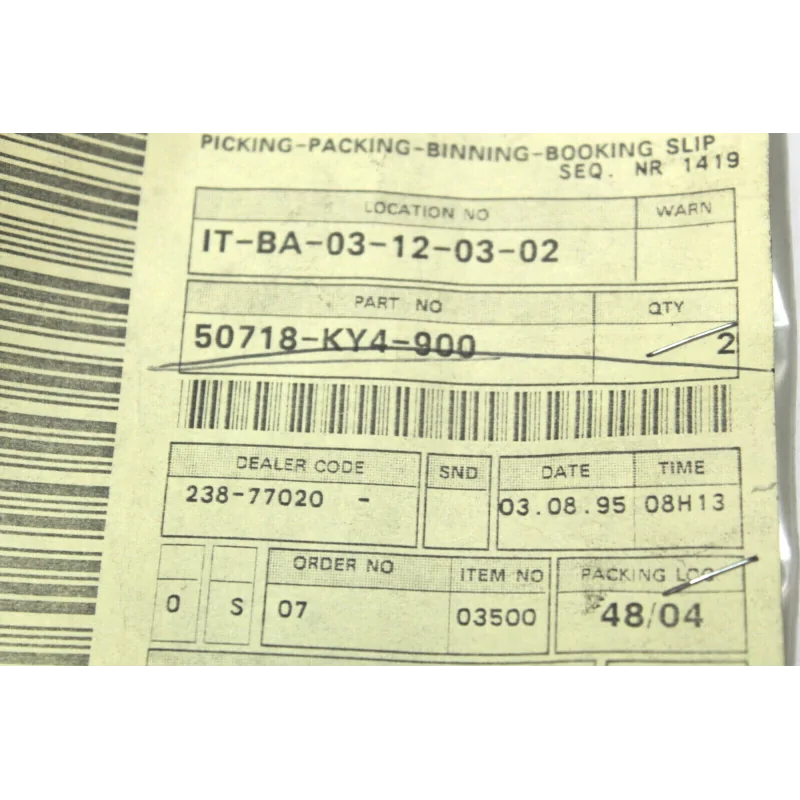 PICKING-PACKING-BINNING-BOOKING SLIP
SEQ. NR 1419
LOCATION NO WARN
IT-BA-03-12-03-02
PART NO QTY
50718-KY4-900 2
DEALER CODE SND DATE TIME
238-77020 - 03.08.95 08H13
ORDER NO ITEM NO PACKING LOC
0 S 07 03500 48/04